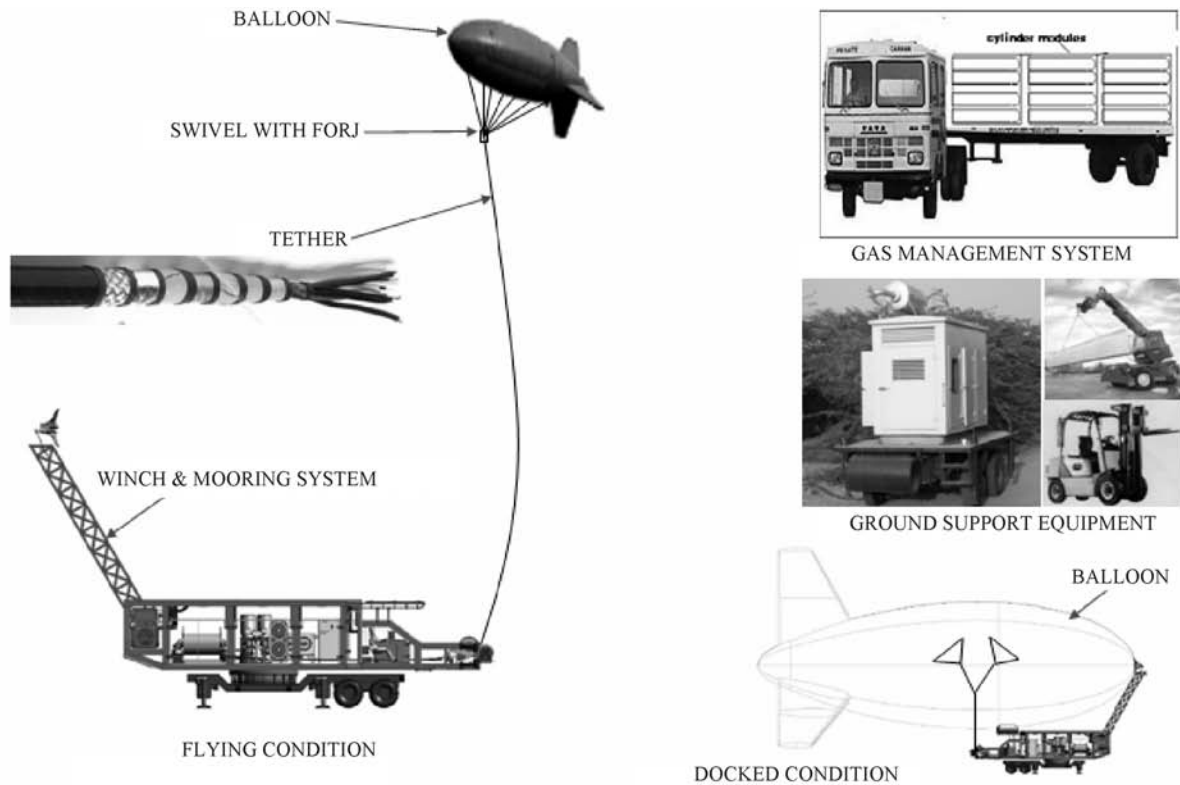 BALLOON
SWIVEL WITH FORJ
TETHER
WINCH & MOORING SYSTEM
FLYING CONDITION
cylinder modules
GAS MANAGEMENT SYSTEM
GROUND SUPPORT EQUIPMENT
BALLOON
DOCKED CONDITION